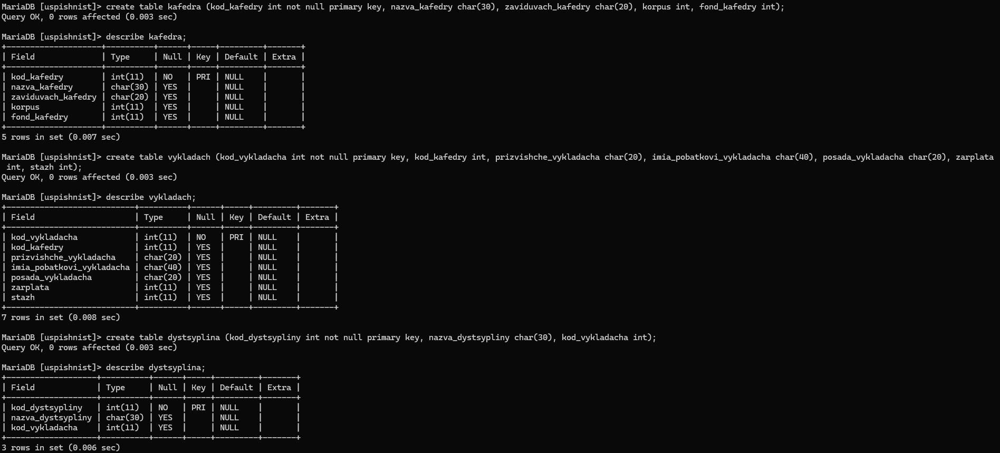 MariaDB [uspishnist]> create table kafedra (kod_kafedry int not null primary key, nazva_kafedry char(30), zaviduvach_kafedry char(20), korpus int, fond_kafedry int);
Query OK, 0 rows affected (0.003 sec)

MariaDB [uspishnist]> describe kafedra;
+--------------------+----------+------+-----+---------+-------+
| Field              | Type     | Null | Key | Default | Extra |
+--------------------+----------+------+-----+---------+-------+
| kod_kafedry        | int(11)  | NO   | PRI | NULL    |       |
| nazva_kafedry      | char(30) | YES  |     | NULL    |       |
| zaviduvach_kafedry | char(20) | YES  |     | NULL    |       |
| korpus             | int(11)  | YES  |     | NULL    |       |
| fond_kafedry       | int(11)  | YES  |     | NULL    |       |
+--------------------+----------+------+-----+---------+-------+
5 rows in set (0.007 sec)

MariaDB [uspishnist]> create table vykladach (kod_vykladacha int not null primary key, kod_kafedry int, prizvishche_vykladacha char(20), imia_pobatkovi_vykladacha char(40), posada_vykladacha char(20), zarplata
 int, stazh int);
Query OK, 0 rows affected (0.003 sec)

MariaDB [uspishnist]> describe vykladach;
+---------------------------+----------+------+-----+---------+-------+
| Field                     | Type     | Null | Key | Default | Extra |
+---------------------------+----------+------+-----+---------+-------+
| kod_vykladacha            | int(11)  | NO   | PRI | NULL    |       |
| kod_kafedry               | int(11)  | YES  |     | NULL    |       |
| prizvishche_vykladacha    | char(20) | YES  |     | NULL    |       |
| imia_pobatkovi_vykladacha | char(40) | YES  |     | NULL    |       |
| posada_vykladacha         | char(20) | YES  |     | NULL    |       |
| zarplata                  | int(11)  | YES  |     | NULL    |       |
| stazh                     | int(11)  | YES  |     | NULL    |       |
+---------------------------+----------+------+-----+---------+-------+
7 rows in set (0.008 sec)

MariaDB [uspishnist]> create table dystsyplina (kod_dystsypliny int not null primary key, nazva_dystsypliny char(30), kod_vykladacha int);
Query OK, 0 rows affected (0.003 sec)

MariaDB [uspishnist]> describe dystsyplina;
+-------------------+----------+------+-----+---------+-------+
| Field             | Type     | Null | Key | Default | Extra |
+-------------------+----------+------+-----+---------+-------+
| kod_dystsypliny   | int(11)  | NO   | PRI | NULL    |       |
| nazva_dystsypliny | char(30) | YES  |     | NULL    |       |
| kod_vykladacha    | int(11)  | YES  |     | NULL    |       |
+-------------------+----------+------+-----+---------+-------+
3 rows in set (0.006 sec)